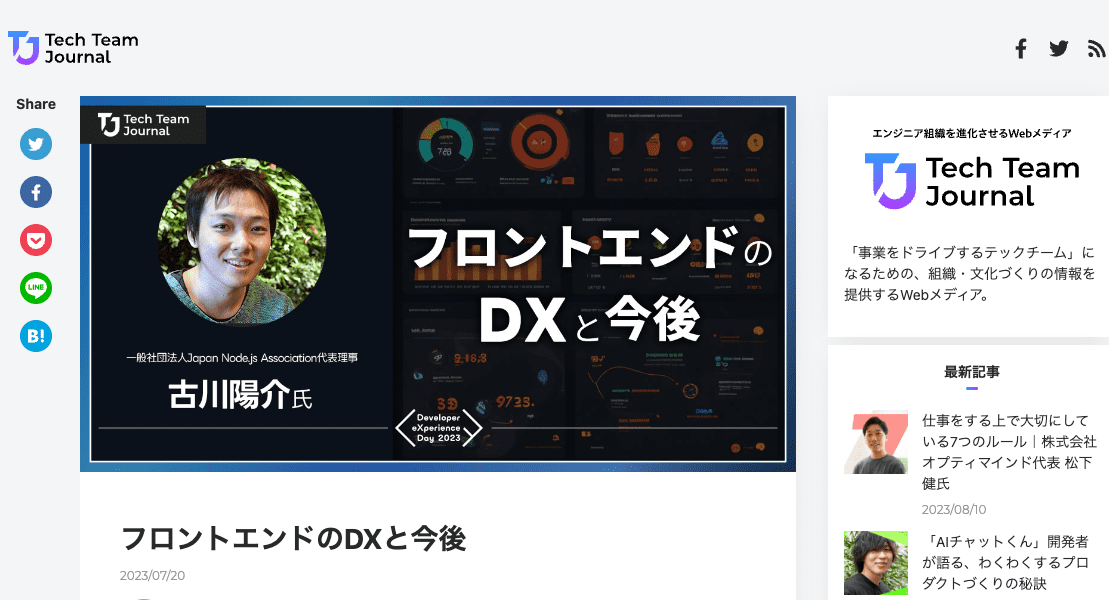 Tech Team
Journal
Share
LINE
B!
Tech Team
Journal
フロントエンドの
DXと今後
一般社団法人Japan Node.js Association代表理事
古川陽介氏
Developer
eXperience
Day 2023
フロントエンドのDXと今後
2023/07/20
エンジニア組織を進化させるWebメディア
Tech Team
Journal
「事業をドライブするテックチーム」に
なるための、組織・文化づくりの情報を
提供するWebメディア。
最新記事
仕事をする上で大切にして
いる7つのルール｜株式会社
オプティマインド代表 松下
健氏
2023/08/10
「AIチャットくん」開発者
が語る、わくわくするプロ
ダクトづくりの秘訣